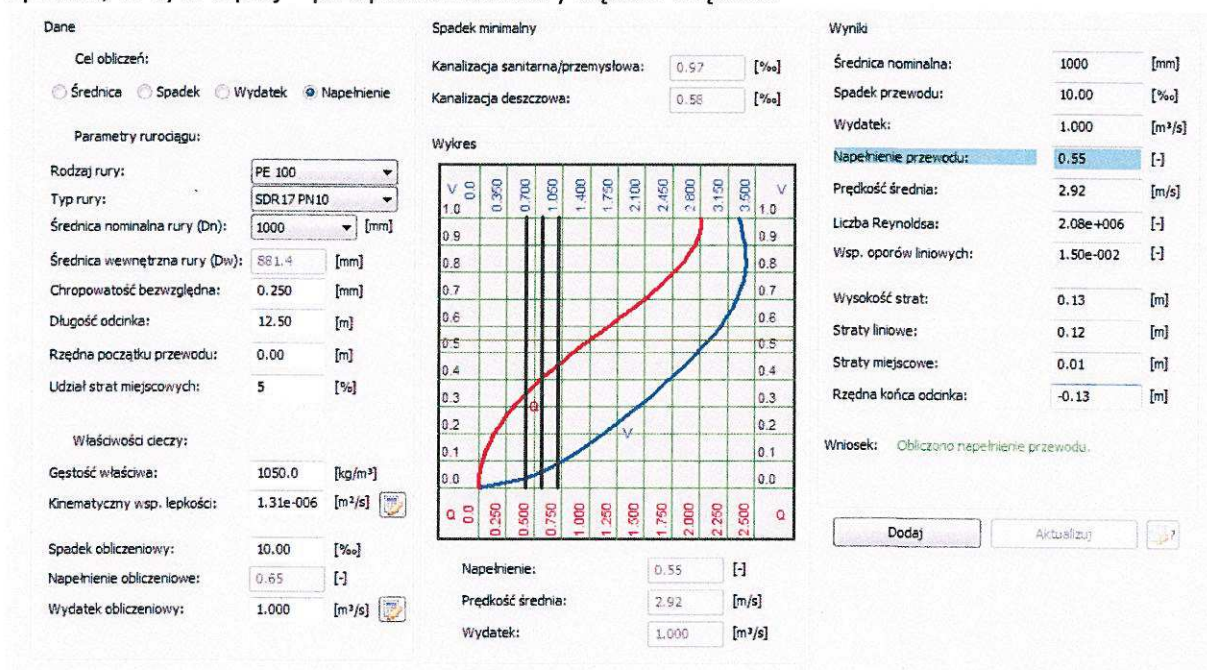 Dane
Cel obliczeń:
Średnica Spadek Wydatek Napełnienie
Parametry rurociągu:
Rodzaj rury: PE 100
Typ rury: SDR17 PN10
Średnica nominalna rury (Dn): 1000 [mm]
Średnica wewnętrzna rury (Dw): 881.4 [mm]
Chropowatość bezwzględna: 0.250 [mm]
Długość odcinka: 12.50 [m]
Rzędna początku przewodu: 0.00 [m]
Udział strat miejscowych: 5 [%]
Właściwości cieczy:
Gęstość właściwa: 1050.0 [kg/m³]
Kinematyczny wsp. lepkości: 1.31e-006 [m²/s]
Spadek obliczeniowy: 10.00 [‰]
Napełnienie obliczeniowe: 0.65 [-]
Wydatek obliczeniowy: 1.000 [m³/s]
Spadek minimalny
Kanalizacja sanitarna/przemysłowa: 0.97 [‰]
Kanalizacja deszczowa: 0.58 [‰]
Wykres
V 0.0 0.350 0.700 1.050 1.400 1.750 2.100 2.450 2.800 3.150 3.500 V
1.0 1.0
0.9 0.9
0.8 0.8
0.7 0.7
0.6 0.6
0.5 0.5
0.4 0.4
0.3 Q 0.3
0.2 V 0.2
0.1 0.1
0.0 0.0
Q 0.0 0.250 0.500 0.750 1.000 1.250 1.500 1.750 2.000 2.250 2.500 Q
Napełnienie: 0.55 [-]
Prędkość średnia: 2.92 [m/s]
Wydatek: 1.000 [m³/s]
Wyniki
Średnica nominalna: 1000 [mm]
Spadek przewodu: 10.00 [‰]
Wydatek: 1.000 [m³/s]
Napełnienie przewodu: 0.55 [-]
Prędkość średnia: 2.92 [m/s]
Liczba Reynoldsa: 2.08e+006 [-]
Wsp. oporów liniowych: 1.50e-002 [-]
Wysokość strat: 0.13 [m]
Straty liniowe: 0.12 [m]
Straty miejscowe: 0.01 [m]
Rzędna końca odcinka: -0.13 [m]
Wniosek: Obliczono napełnienie przewodu.
Dodaj Aktualizuj ?